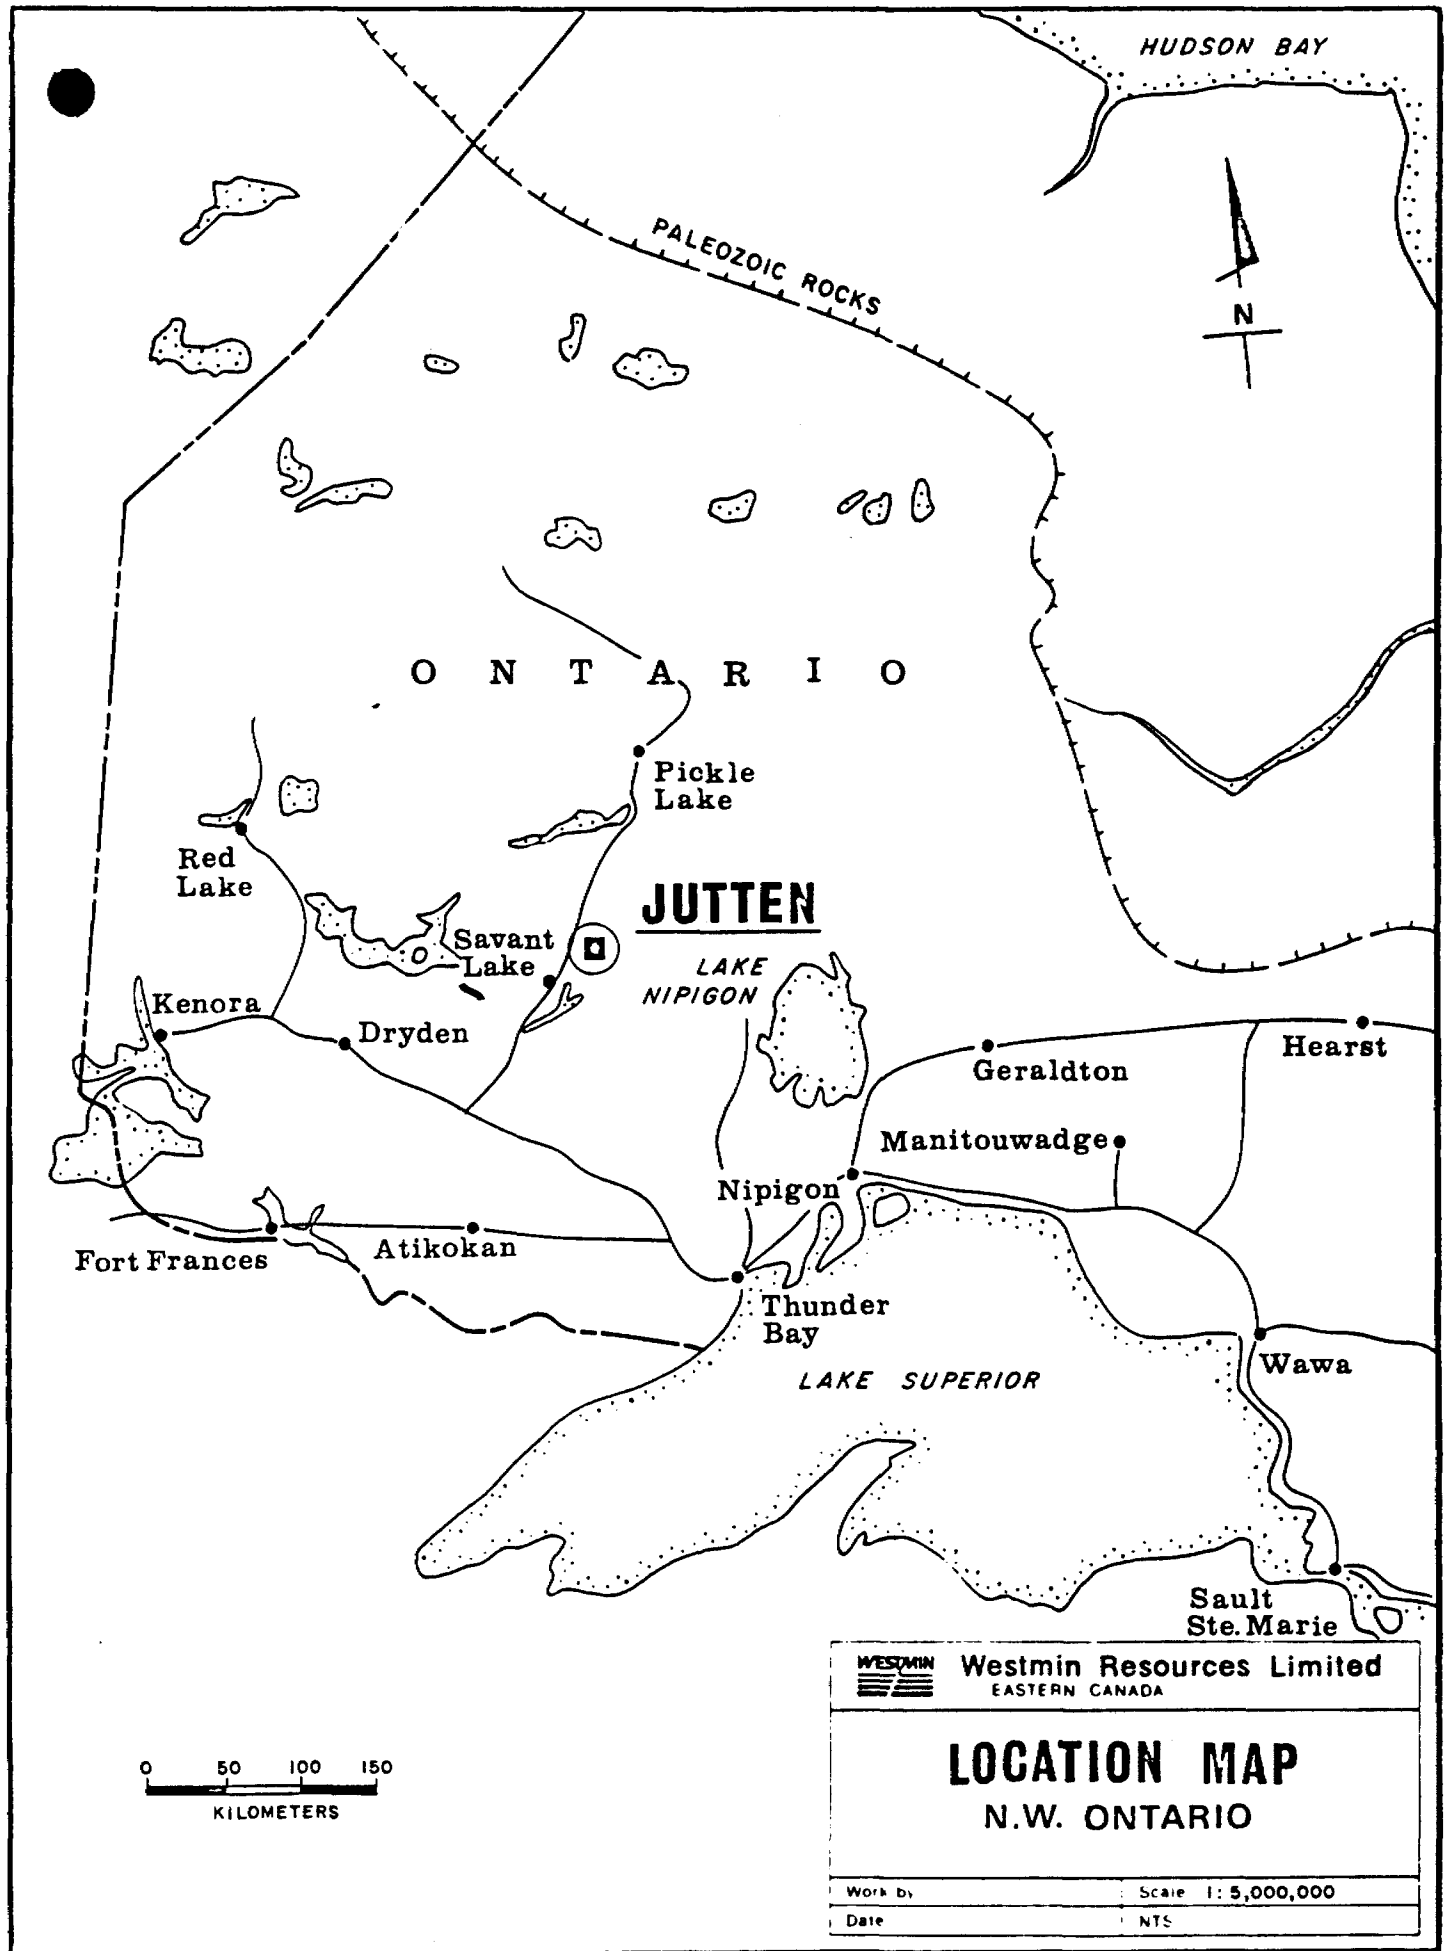 HUDSON BAY
PALEOZOIC ROCKS
N
ONTARIO
Pickle
Lake
Red
Lake
JUTTEN
Savant
Lake
LAKE
NIPIGON
Kenora
Dryden
Hearst
Geraldton
Manitouwadge
Nipigon
Fort Frances
Atikokan
Thunder
Bay
LAKE SUPERIOR
Wawa
Sault
Ste. Marie
WESTMIN
Westmin Resources Limited
EASTERN CANADA
LOCATION MAP
N.W. ONTARIO
0 50 100 150
KILOMETERS
Work by
Scale 1:5,000,000
Date
NTS